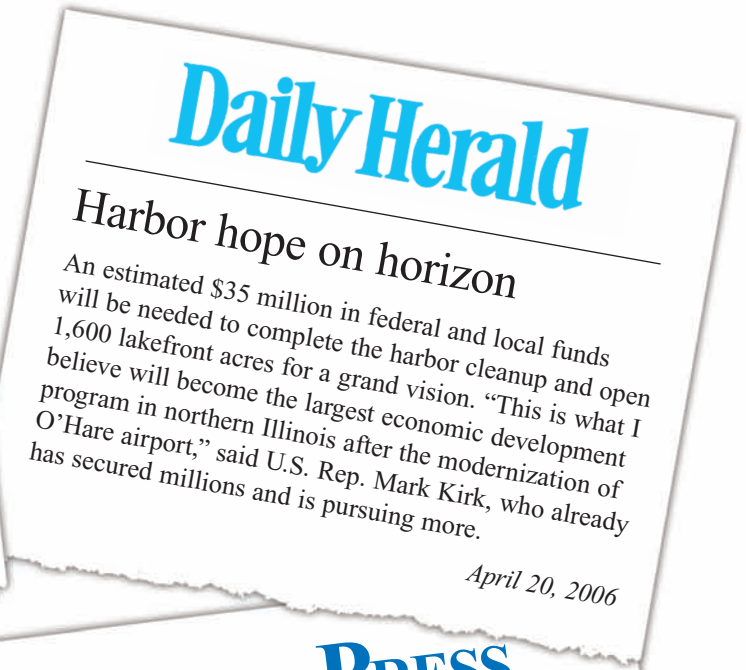 Daily Herald
Harbor hope on horizon
An estimated $35 million in federal and local funds
will be needed to complete the harbor cleanup and open
1,600 lakefront acres for a grand vision. “This is what I
believe will become the largest economic development
program in northern Illinois after the modernization of
O’Hare airport,” said U.S. Rep. Mark Kirk, who already
has secured millions and is pursuing more.
April 20, 2006
PRESS